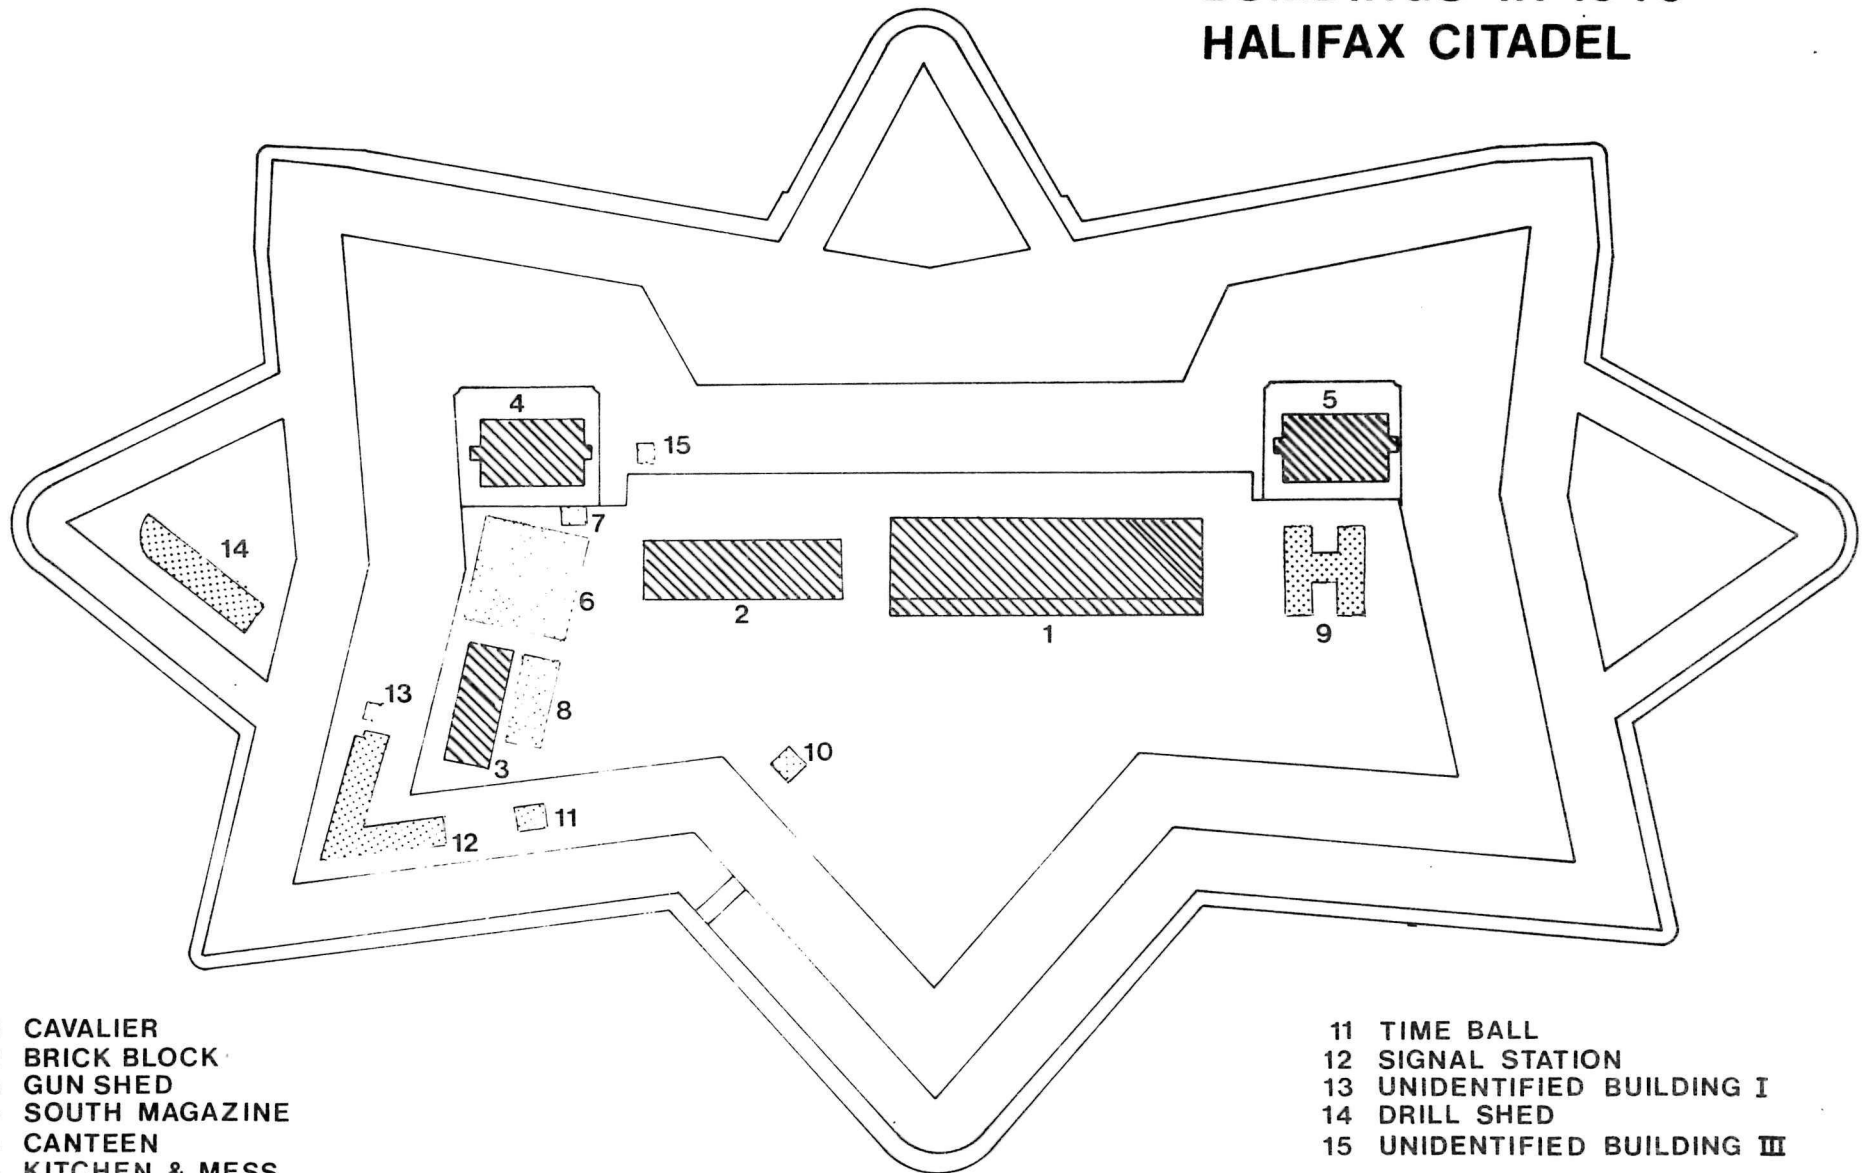 HALIFAX CITADEL
4
5
15
7
14
6
2
1
9
13
8
3
10
11
12
CAVALIER
BRICK BLOCK
GUN SHED
SOUTH MAGAZINE
CANTEEN
KITCHEN & MESS
11 TIME BALL
12 SIGNAL STATION
13 UNIDENTIFIED BUILDING I
14 DRILL SHED
15 UNIDENTIFIED BUILDING III